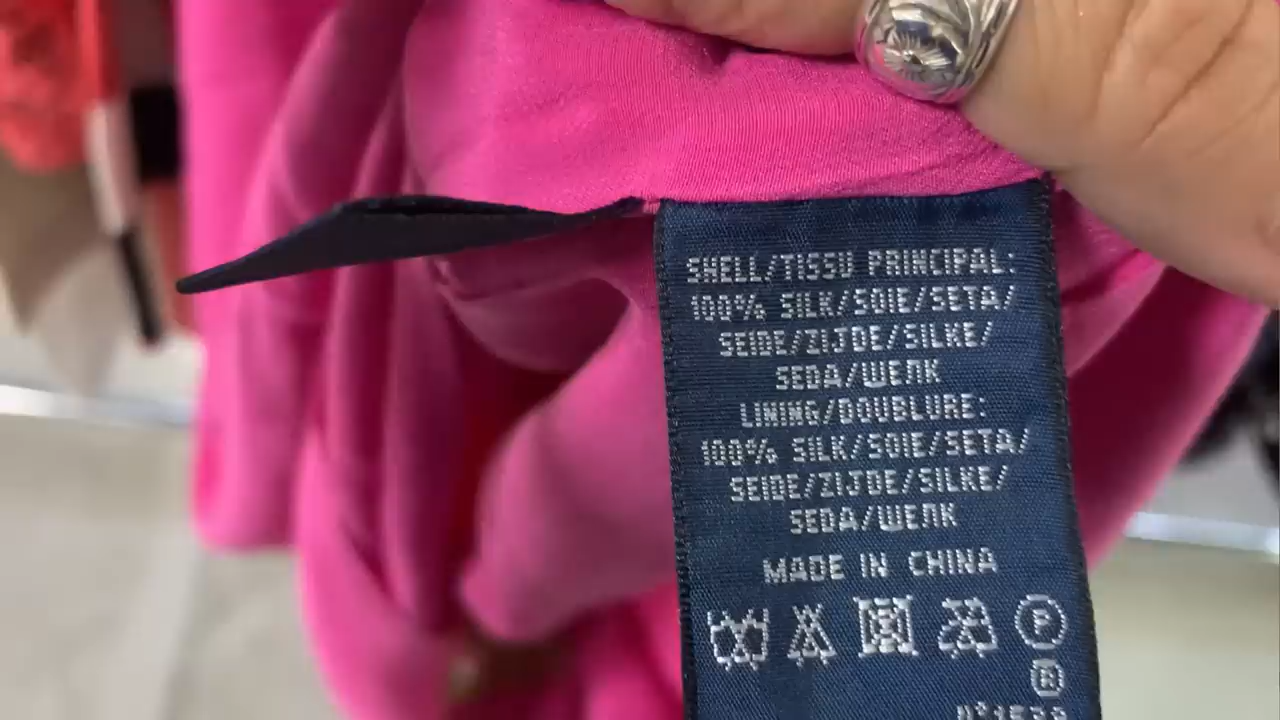 SHELL/TISSU PRINCIPAL:
100% SILK/SOIE/SETA/
SEIDE/ZIJDE/SILKE/
SEDA/ШЕЛК
LINING/DOUBLURE:
100% SILK/SOIE/SETA/
SEIDE/ZIJDE/SILKE/
SEDA/ШЕЛК
MADE IN CHINA
P
R